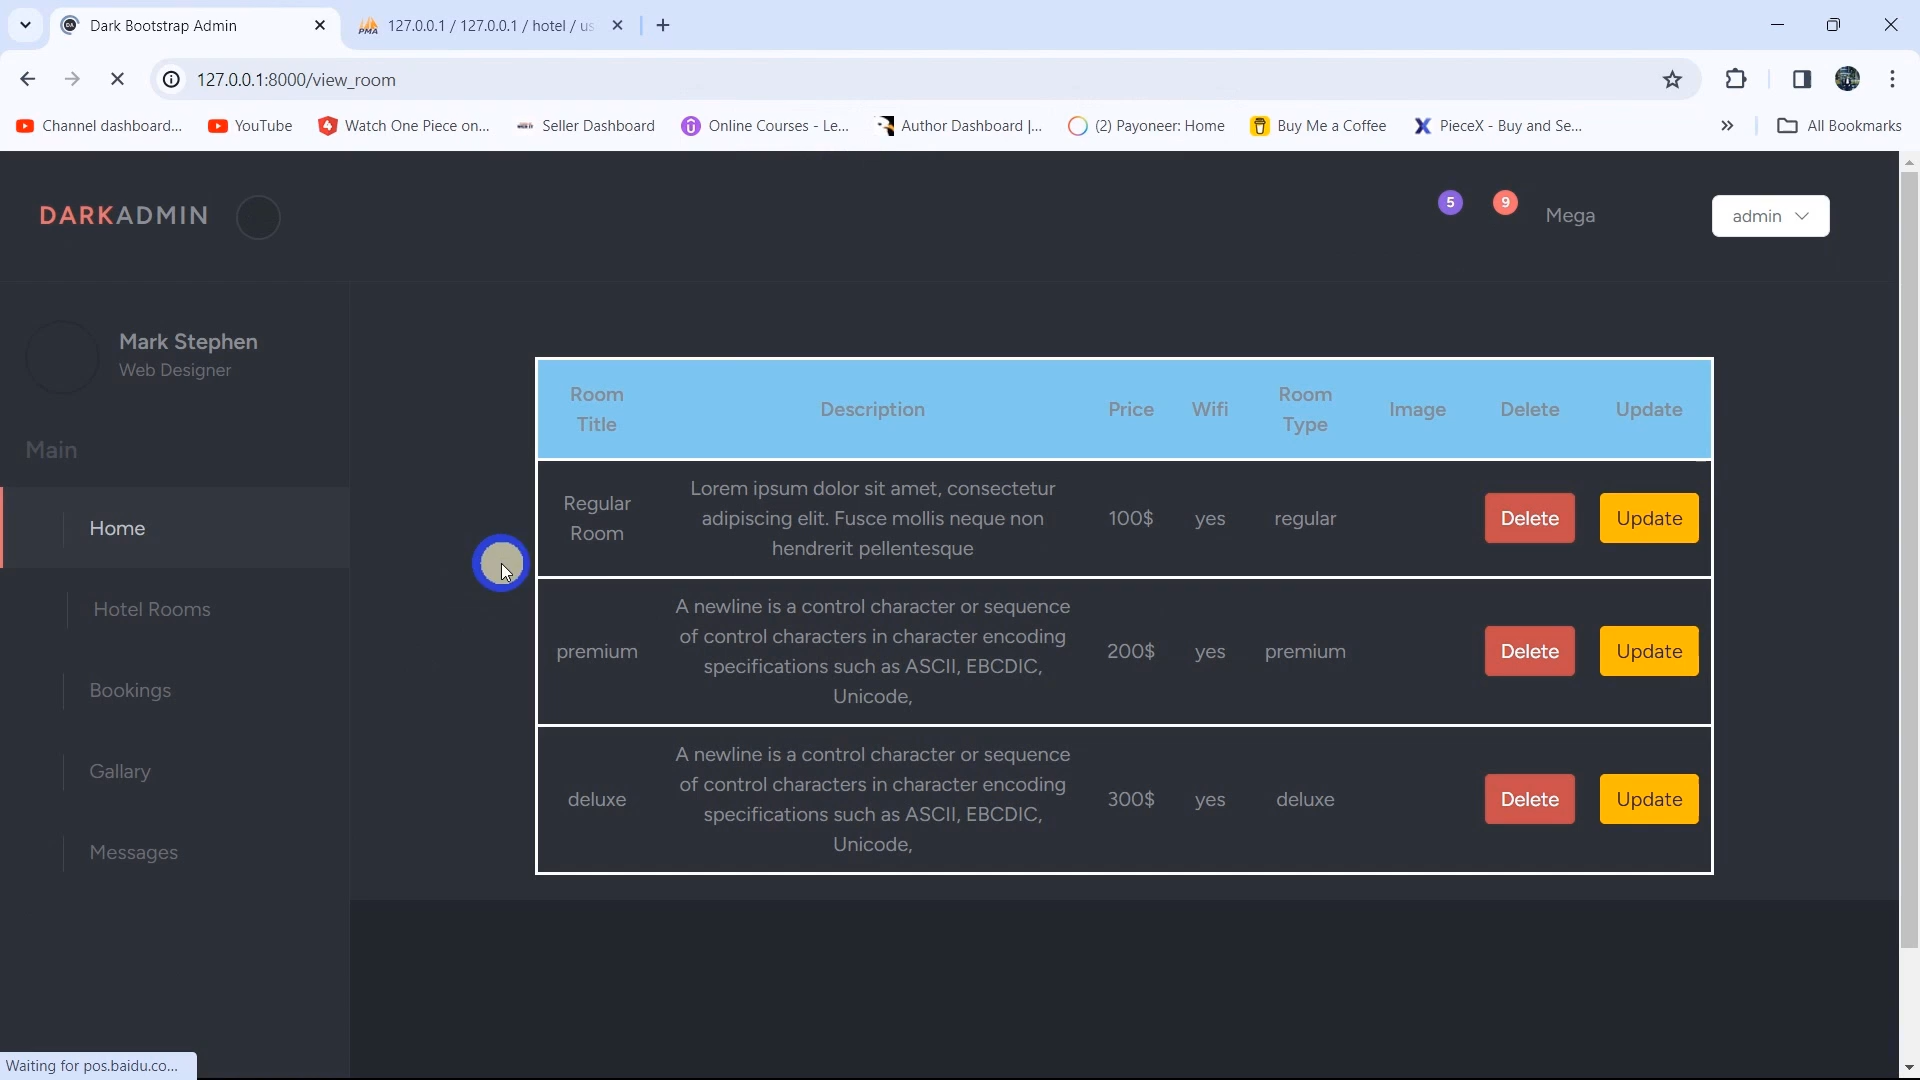 Dark Bootstrap Admin
127.0.0.1 / 127.0.0.1 / hotel / us
127.0.0.1:8000/view_room
Channel dashboard...
YouTube
Watch One Piece on...
Seller Dashboard
Online Courses - Le...
Author Dashboard |...
(2) Payoneer: Home
Buy Me a Coffee
PieceX - Buy and Se...
All Bookmarks
DARKADMIN
5
9
Mega
admin
Mark Stephen
Web Designer
Main
Home
Hotel Rooms
Bookings
Gallary
Messages
Room
Title
Description
Price
Wifi
Room
Type
Image
Delete
Update
Regular
Room
Lorem ipsum dolor sit amet, consectetur
adipiscing elit. Fusce mollis neque non
hendrerit pellentesque
100$
yes
regular
Delete
Update
premium
A newline is a control character or sequence
of control characters in character encoding
specifications such as ASCII, EBCDIC,
Unicode,
200$
yes
premium
Delete
Update
deluxe
A newline is a control character or sequence
of control characters in character encoding
specifications such as ASCII, EBCDIC,
Unicode,
300$
yes
deluxe
Delete
Update
Waiting for pos.baidu.co...